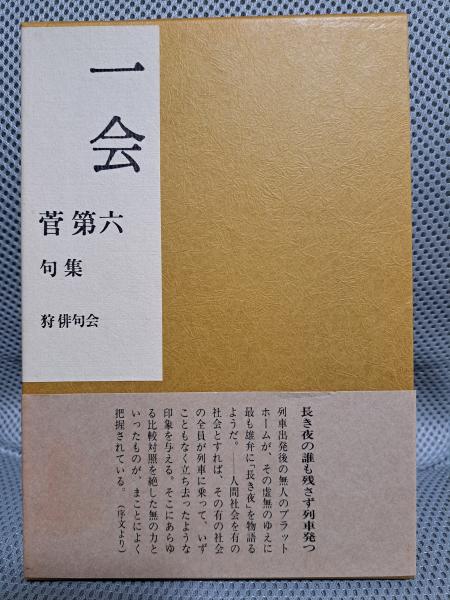 一会
菅第六
句集
狩俳句会
長き夜の誰も残さず列車発つ
列車出発後の無人のプラット
ホームが、その虚無のゆえに
最も雄弁に「長き夜」を物語る
ようだ。――人間社会を有の
社会とすれば、その有の社会
の全員が列車に乗って、いず
こともなく立ち去ったような
印象を与える。そこにあらゆ
る比較対照を絶した無の力と
いったものが、まことによく
把握されている。（序文より）